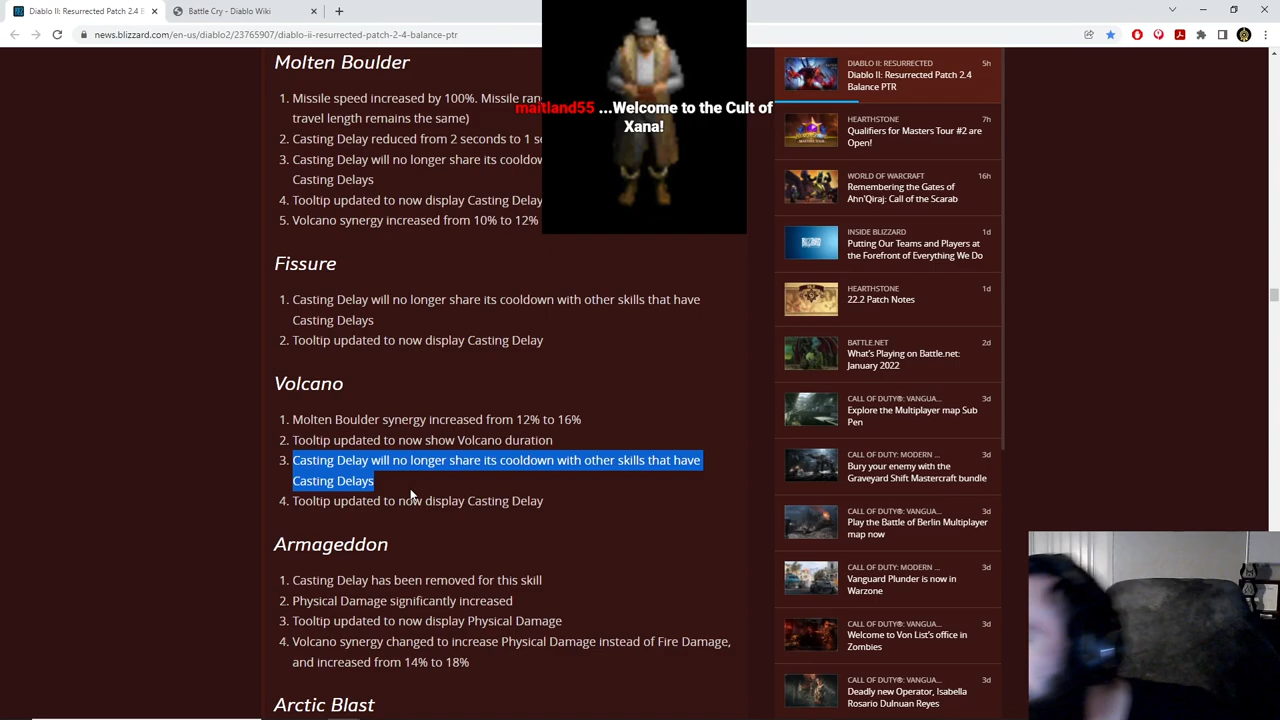 Diablo II: Resurrected Patch 2.4 B
Battle Cry - Diablo Wiki
news.blizzard.com/en-us/diablo2/23765907/diablo-ii-resurrected-patch-2-4-balance-ptr
Molten Boulder
1. Missile speed increased by 100%. Missile ran
travel length remains the same)
2. Casting Delay reduced from 2 seconds to 1 se
3. Casting Delay will no longer share its cooldow
Casting Delays
4. Tooltip updated to now display Casting Delay
5. Volcano synergy increased from 10% to 12%
maitland55 ...Welcome to the Cult of
Xana!
Fissure
1. Casting Delay will no longer share its cooldown with other skills that have
Casting Delays
2. Tooltip updated to now display Casting Delay
Volcano
1. Molten Boulder synergy increased from 12% to 16%
2. Tooltip updated to now show Volcano duration
3. Casting Delay will no longer share its cooldown with other skills that have
Casting Delays
4. Tooltip updated to now display Casting Delay
Armageddon
1. Casting Delay has been removed for this skill
2. Physical Damage significantly increased
3. Tooltip updated to now display Physical Damage
4. Volcano synergy changed to increase Physical Damage instead of Fire Damage,
and increased from 14% to 18%
Arctic Blast
DIABLO II: RESURRECTED 5h
Diablo II: Resurrected Patch 2.4
Balance PTR
HEARTHSTONE 7h
Qualifiers for Masters Tour #2 are
Open!
WORLD OF WARCRAFT 16h
Remembering the Gates of
Ahn'Qiraj: Call of the Scarab
INSIDE BLIZZARD 1d
Putting Our Teams and Players at
the Forefront of Everything We Do
HEARTHSTONE 1d
22.2 Patch Notes
BATTLE.NET 2d
What's Playing on Battle.net:
January 2022
CALL OF DUTY®: VANGUA... 3d
Explore the Multiplayer map Sub
Pen
CALL OF DUTY: MODERN ... 3d
Bury your enemy with the
Graveyard Shift Mastercraft bundle
CALL OF DUTY®: VANGUA... 3d
Play the Battle of Berlin Multiplayer
map now
CALL OF DUTY: MODERN ... 3d
Vanguard Plunder is now in
Warzone
CALL OF DUTY®: VANGUA... 3d
Welcome to Von List's office in
Zombies
CALL OF DUTY®: VANGUA... 3d
Deadly new Operator, Isabella
Rosario Dulnuan Reyes